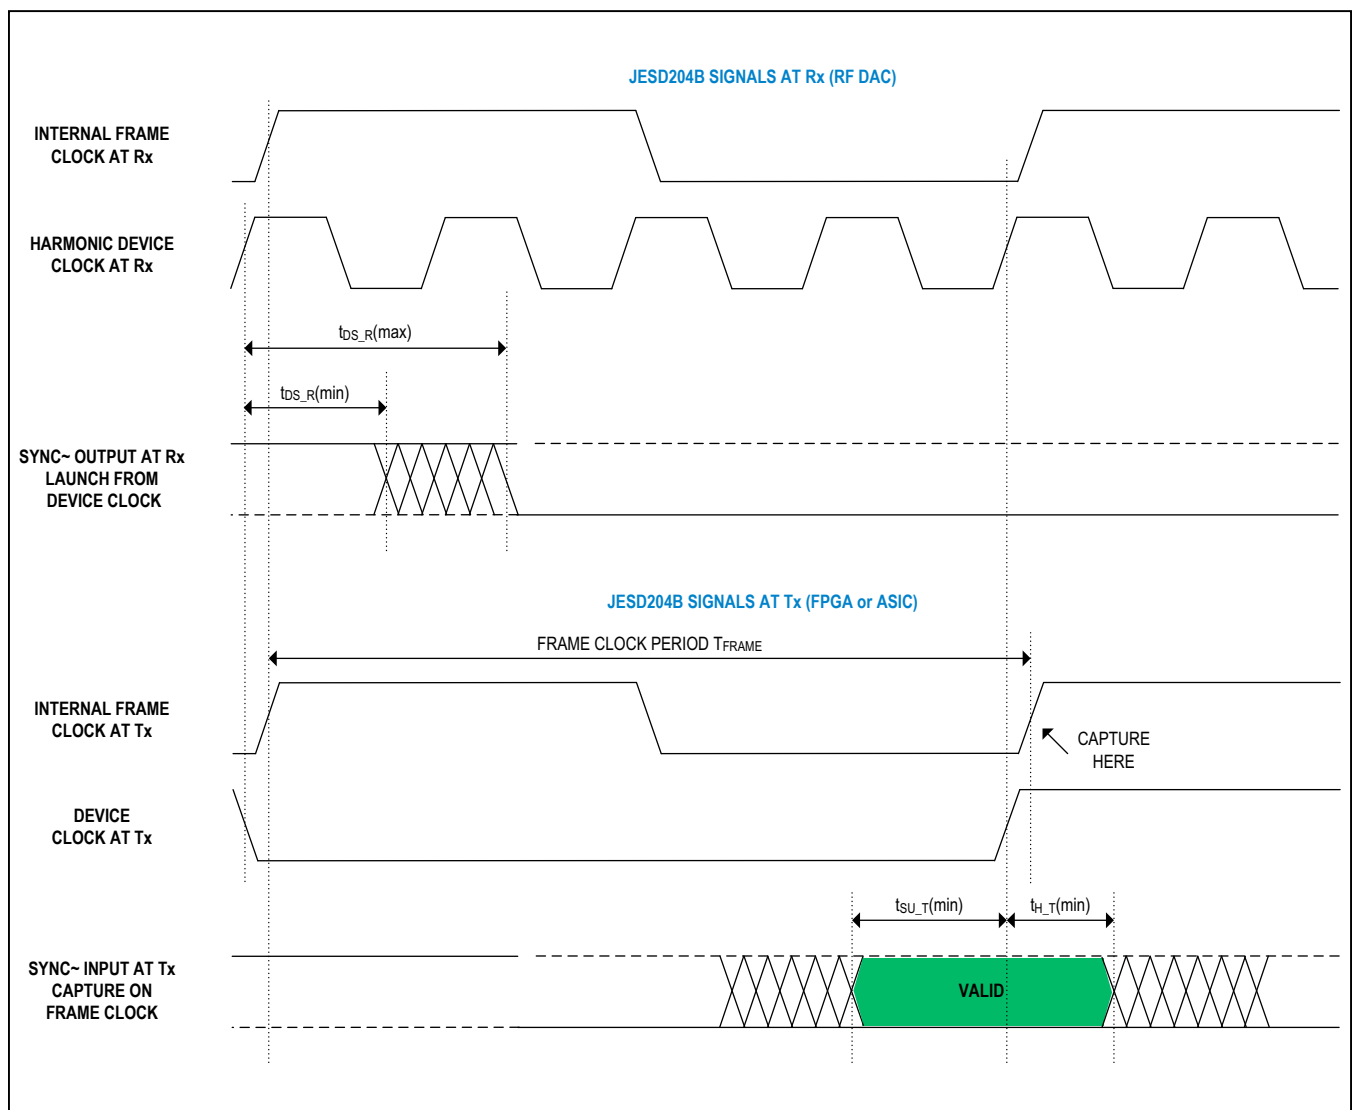 JESD204B SIGNALS AT Rx (RF DAC)
INTERNAL FRAME
CLOCK AT Rx
HARMONIC DEVICE
CLOCK AT Rx
tDS_R(max)
tDS_R(min)
SYNC~ OUTPUT AT Rx
LAUNCH FROM
DEVICE CLOCK
JESD204B SIGNALS AT Tx (FPGA or ASIC)
FRAME CLOCK PERIOD TFRAME
INTERNAL FRAME
CLOCK AT Tx
CAPTURE
HERE
DEVICE
CLOCK AT Tx
tSU_T(min)
tH_T(min)
SYNC~ INPUT AT Tx
CAPTURE ON
FRAME CLOCK
VALID